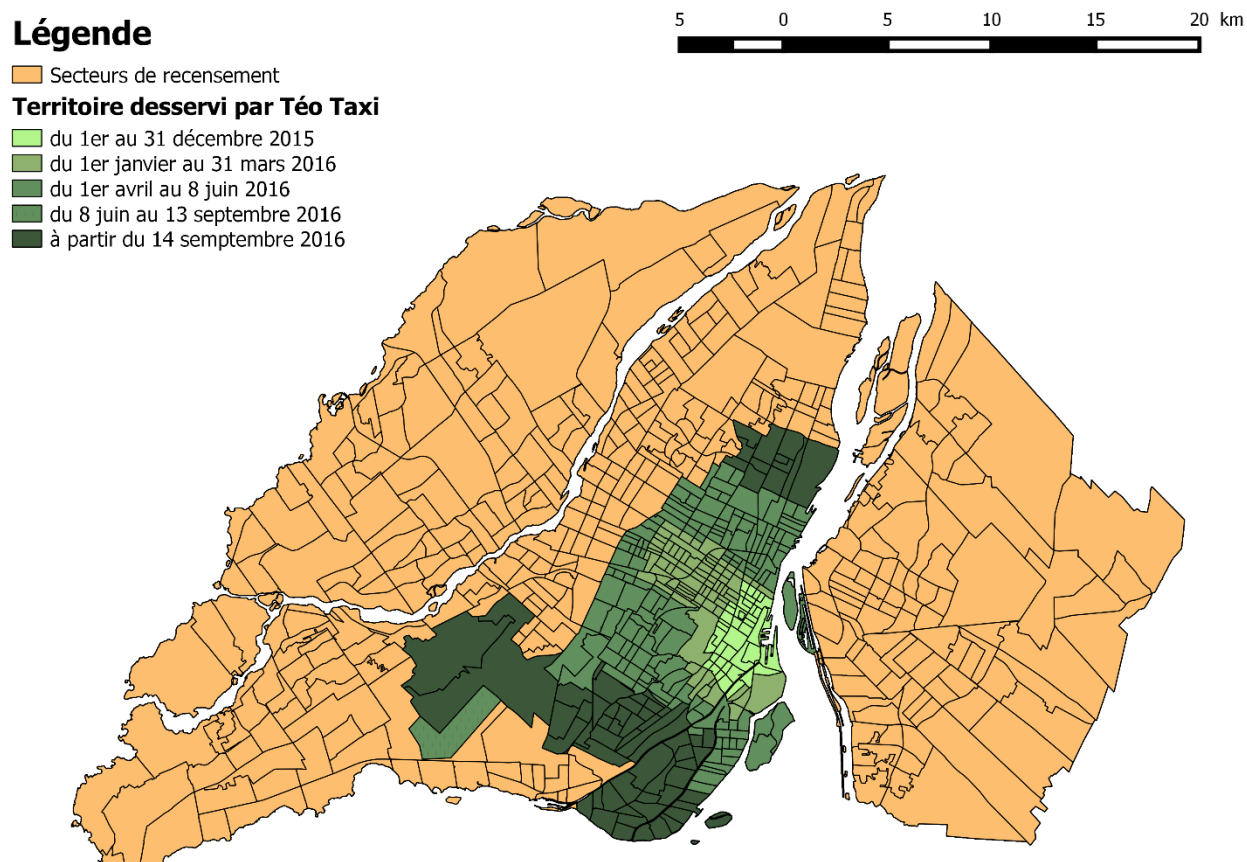 Légende
Secteurs de recensement
Territoire desservi par Téo Taxi
du 1er au 31 décembre 2015
du 1er janvier au 31 mars 2016
du 1er avril au 8 juin 2016
du 8 juin au 13 septembre 2016
à partir du 14 semptembre 2016
5 0 5 10 15 20 km